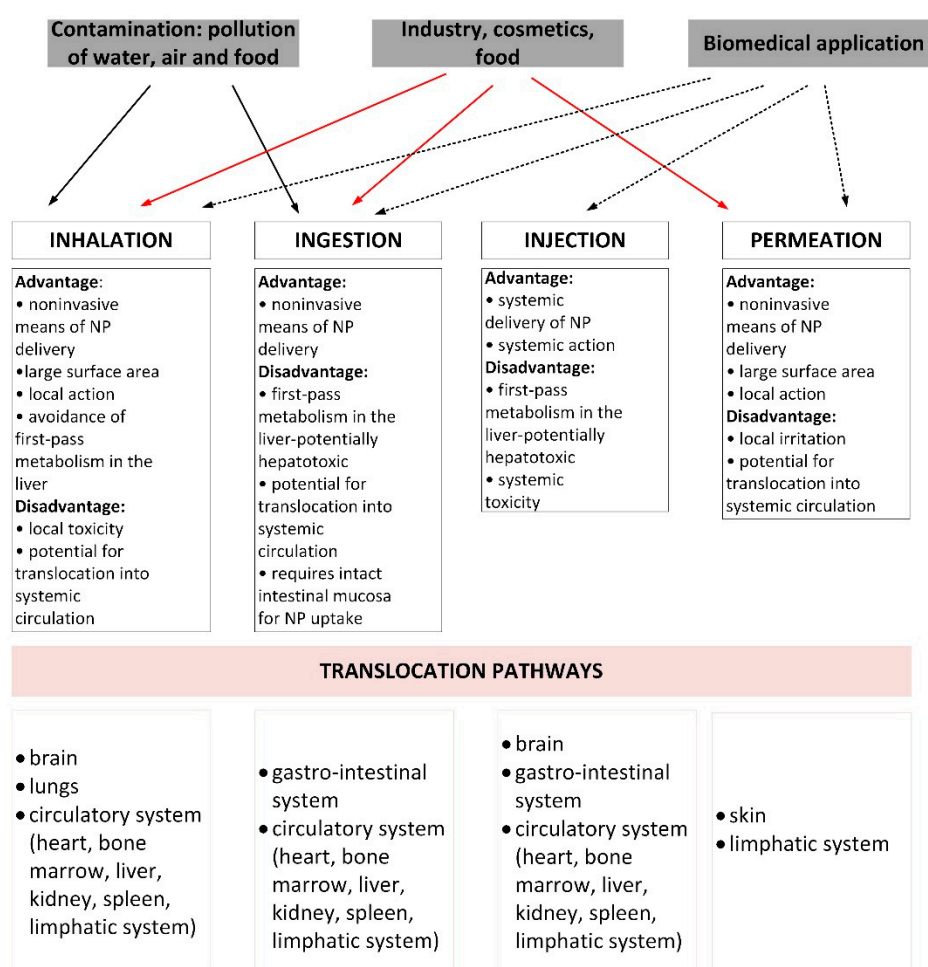 Contamination: pollution
of water, air and food
Industry, cosmetics,
food
Biomedical application
INHALATION
Advantage:
• noninvasive
means of NP
delivery
•large surface area
• local action
• avoidance of
first-pass
metabolism in the
liver
Disadvantage:
• local toxicity
• potential for
translocation into
systemic
circulation
INGESTION
Advantage:
• noninvasive
means of NP
delivery
Disadvantage:
• first-pass
metabolism in the
liver-potentially
hepatotoxic
• potential for
translocation into
systemic
circulation
• requires intact
intestinal mucosa
for NP uptake
INJECTION
Advantage:
• systemic
delivery of NP
• systemic action
Disadvantage:
• first-pass
metabolism in the
liver-potentially
hepatotoxic
• systemic
toxicity
PERMEATION
Advantage:
• noninvasive
means of NP
delivery
• large surface area
• local action
Disadvantage:
• local irritation
• potential for
translocation into
systemic circulation
TRANSLOCATION PATHWAYS
• brain
• lungs
• circulatory system
(heart, bone
marrow, liver,
kidney, spleen,
limphatic system)
• gastro-intestinal
system
• circulatory system
(heart, bone
marrow, liver,
kidney, spleen,
limphatic system)
• brain
• gastro-intestinal
system
• circulatory system
(heart, bone
marrow, liver,
kidney, spleen,
limphatic system)
• skin
• limphatic system